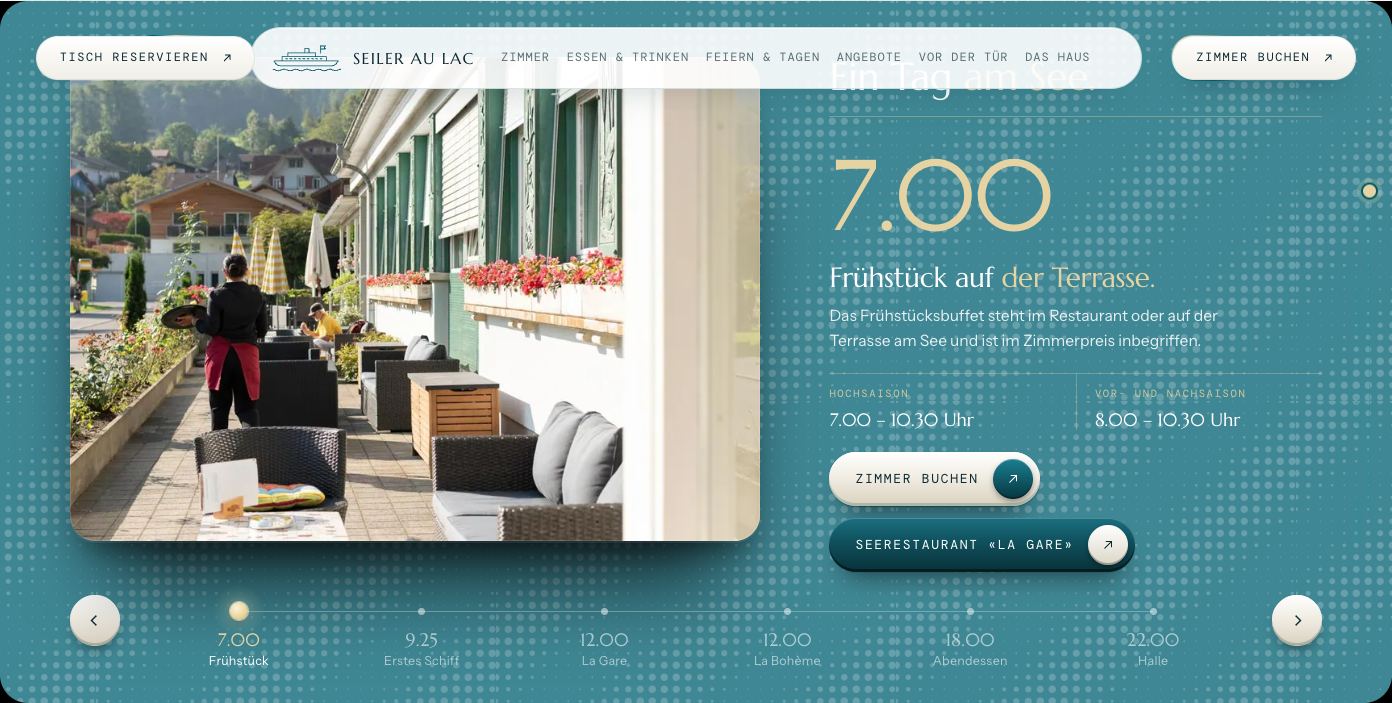 TISCH RESERVIEREN
SEILER AU LAC
ZIMMER
ESSEN & TRINKEN
FEIERN & TAGEN
ANGEBOTE
VOR DER TÜR
DAS HAUS
ZIMMER BUCHEN
Ein Tag am See.
7.00
Frühstück auf der Terrasse.
Das Frühstücksbuffet steht im Restaurant oder auf der
Terrasse am See und ist im Zimmerpreis inbegriffen.
HOCHSAISON
7.00 – 10.30 Uhr
VOR- UND NACHSAISON
8.00 – 10.30 Uhr
ZIMMER BUCHEN
SEERESTAURANT «LA GARE»
7.00
Frühstück
9.25
Erstes Schiff
12.00
La Gare
12.00
La Bohème
18.00
Abendessen
22.00
Halle